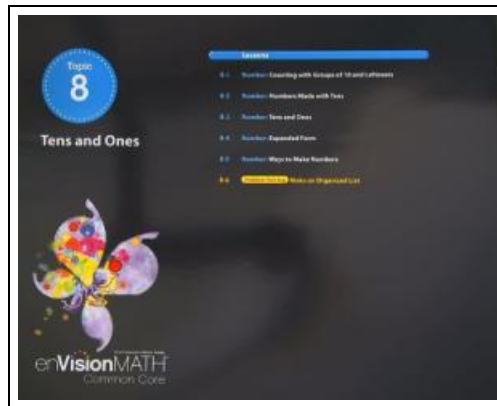 Topic
8
Tens and Ones
Lessons
8-1 Number: Counting with Groups of 10 and Leftovers
8-2 Number: Numbers Made with Tens
8-3 Number: Tens and Ones
8-4 Number: Expanded Form
8-5 Number: Ways to Make Numbers
8-6 Problem Solving Make an Organized List
enVisionMATH
Common Core